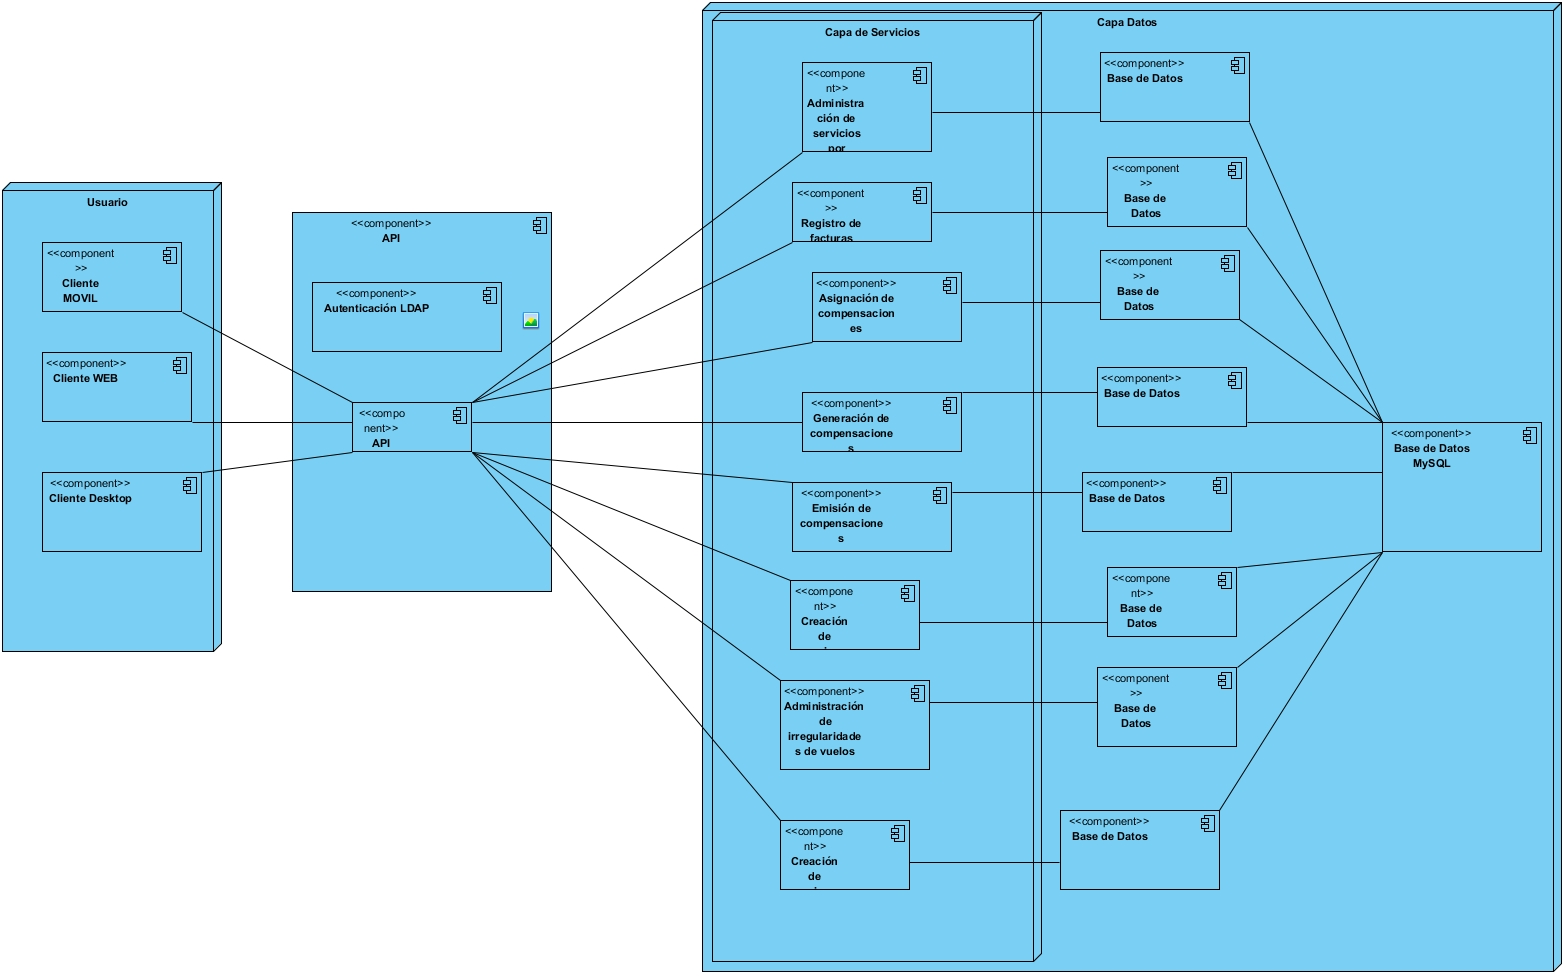 Usuario
<<component
>>
Cliente
MOVIL
<<component>>
Cliente WEB
<<component>>
Cliente Desktop
<<component>>
API
<<component>>
Autenticación LDAP
<<compo
nent>>
API
Capa de Servicios
<<compone
nt>>
Administra
ción de
servicios
por
<<component
>>
Registro de
facturas
<<component>>
Asignación de
compensacion
es
<<component>>
Generación de
compensacione
s
<<component>>
Emisión de
compensacione
s
<<compone
nt>>
Creación
de
<<component>>
Administración
de
irregularidade
s de vuelos
<<compone
nt>>
Creación
de
Capa Datos
<<component>>
Base de Datos
<<component
>>
Base de
Datos
<<component
>>
Base de
Datos
<<component>>
Base de Datos
<<component>>
Base de Datos
<<compone
nt>>
Base de
Datos
<<component
>>
Base de
Datos
<<component>>
Base de Datos
<<component>>
Base de Datos
MySQL